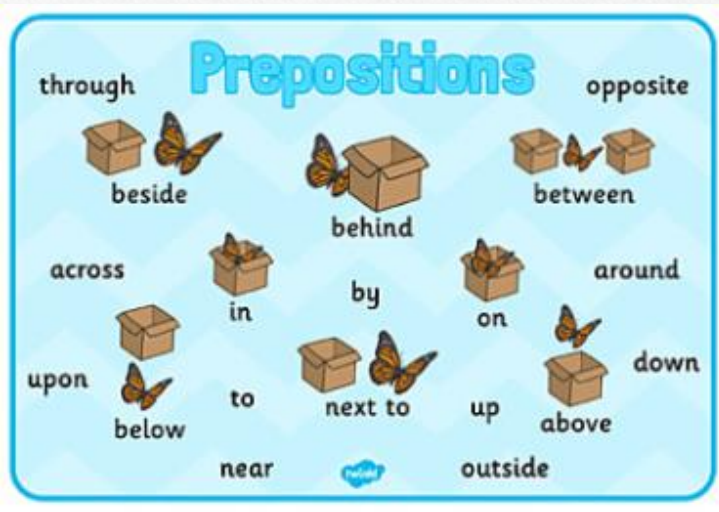 Prepositions
through
opposite
beside
behind
between
across
in
by
on
around
upon
below
to
next to
up
above
down
near
twinkl
outside